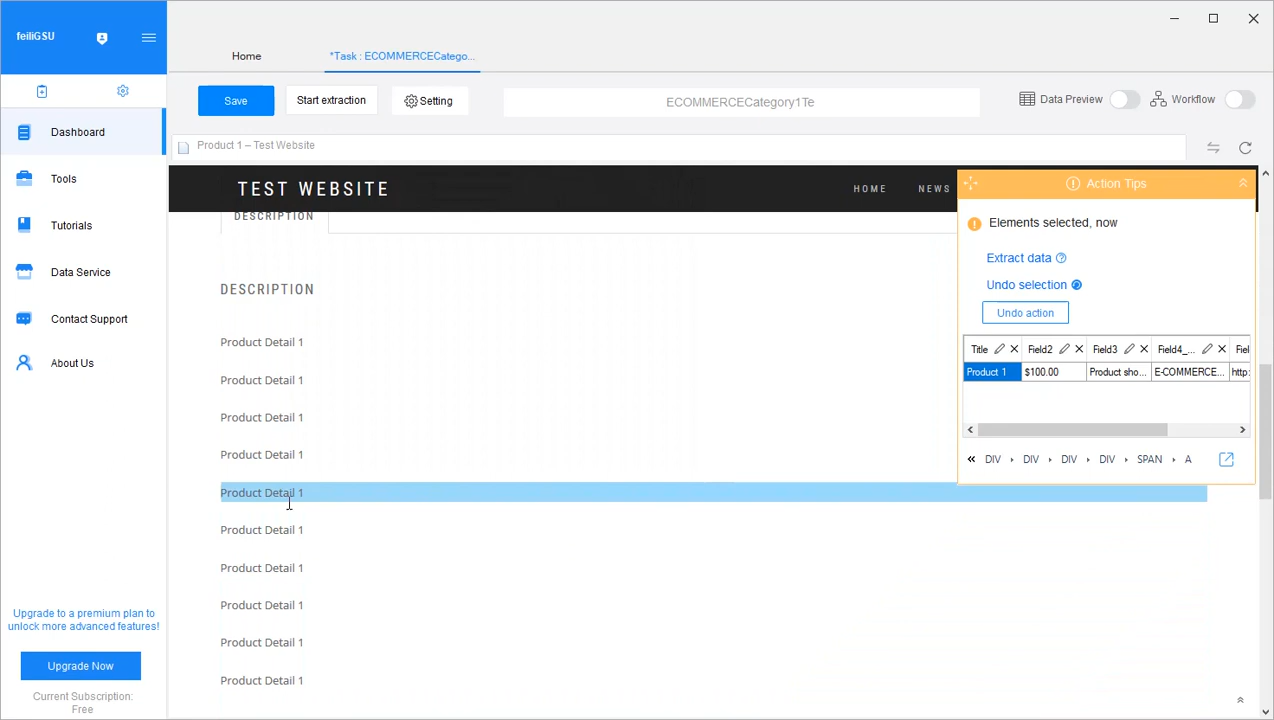 feiliGSU
Home
*Task : ECOMMERCECatego...
Save
Start extraction
Setting
ECOMMERCECategory1Te
Data Preview
Workflow
Dashboard
Tools
Tutorials
Data Service
Contact Support
About Us
Upgrade to a premium plan to
unlock more advanced features!
Upgrade Now
Current Subscription:
Free
Product 1 – Test Website
TEST WEBSITE
HOME
NEWS
DESCRIPTION
DESCRIPTION
Product Detail 1
Product Detail 1
Product Detail 1
Product Detail 1
Product Detail 1
Product Detail 1
Product Detail 1
Product Detail 1
Product Detail 1
Product Detail 1
Action Tips
Elements selected, now
Extract data
Undo selection
Undo action
Title Field2 Field3 Field4_... Fiel
Product 1 $100.00 Product sho... E-COMMERCE... http:
DIV DIV DIV DIV SPAN A